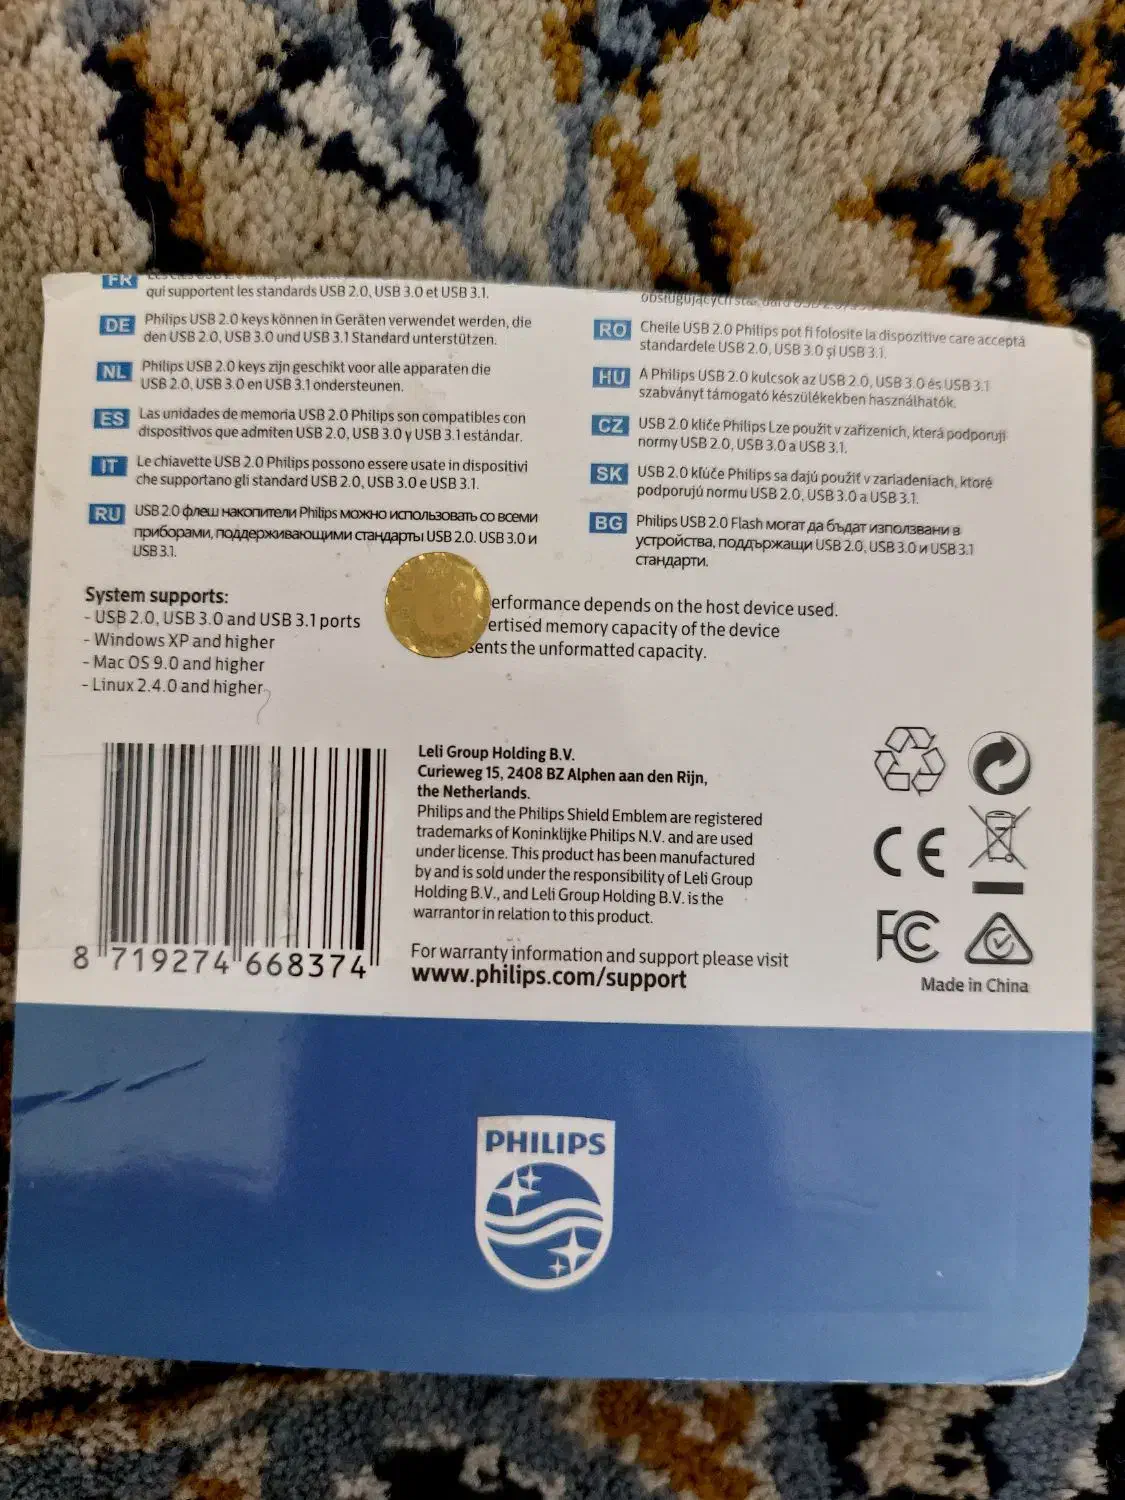 FR
qui supportent les standards USB 2.0, USB 3.0 et USB 3.1.
DE
Philips USB 2.0 keys können in Geräten verwendet werden, die
den USB 2.0, USB 3.0 und USB 3.1 Standard unterstützen.
NL
Philips USB 2.0 keys zijn geschikt voor alle apparaten die
USB 2.0, USB 3.0 en USB 3.1 ondersteunen.
ES
Las unidades de memoria USB 2.0 Philips son compatibles con
dispositivos que admiten USB 2.0, USB 3.0 y USB 3.1 estándar.
IT
Le chiavette USB 2.0 Philips possono essere usate in dispositivi
che supportano gli standard USB 2.0, USB 3.0 e USB 3.1.
RU
USB 2.0 флеш накопители Philips можно использовать со всеми
приборами, поддерживающими стандарты USB 2.0. USB 3.0 и
USB 3.1.
RO
Cheile USB 2.0 Philips pot fi folosite la dispozitive care acceptă
standardele USB 2.0, USB 3.0 și USB 3.1.
HU
A Philips USB 2.0 kulcsok az USB 2.0, USB 3.0 és USB 3.1
szabványt támogató készülékekben használhatók.
CZ
USB 2.0 klíče Philips Lze použít v zařízeních, která podporují
normy USB 2.0, USB 3.0 a USB 3.1.
SK
USB 2.0 kľúče Philips sa dajú použiť v zariadeniach, ktoré
podporujú normu USB 2.0, USB 3.0 a USB 3.1.
BG
Philips USB 2.0 Flash могат да бъдат използвани в
устройства, поддържащи USB 2.0, USB 3.0 и USB 3.1
стандарти.
System supports:
- USB 2.0, USB 3.0 and USB 3.1 ports
- Windows XP and higher
- Mac OS 9.0 and higher
- Linux 2.4.0 and higher
erformance depends on the host device used.
ertised memory capacity of the device
sents the unformatted capacity.
8 719274 668374
Leli Group Holding B.V.
Curieweg 15, 2408 BZ Alphen aan den Rijn,
the Netherlands.
Philips and the Philips Shield Emblem are registered
trademarks of Koninklijke Philips N.V. and are used
under license. This product has been manufactured
by and is sold under the responsibility of Leli Group
Holding B.V., and Leli Group Holding B.V. is the
warrantor in relation to this product.
For warranty information and support please visit
www.philips.com/support
CE
FC
Made in China
PHILIPS